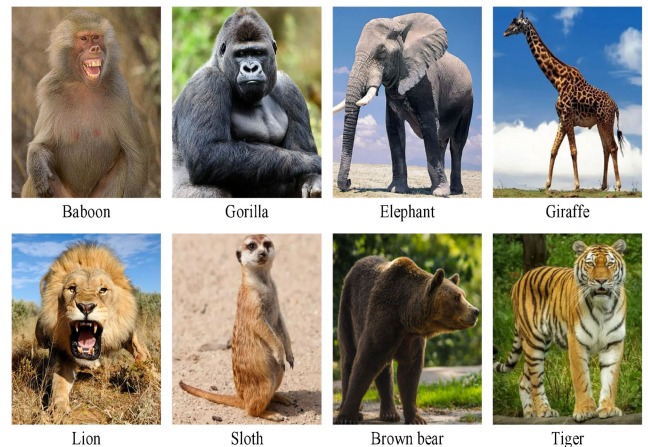 Baboon
Gorilla
Elephant
Giraffe
Lion
Sloth
Brown bear
Tiger